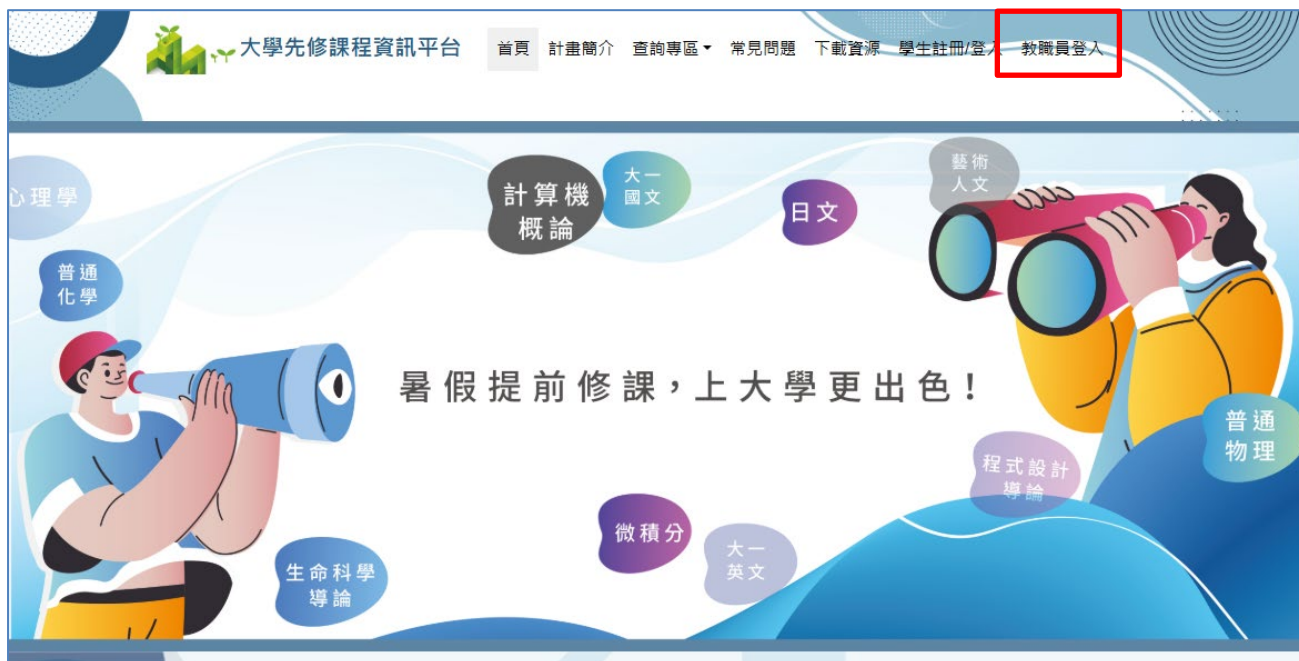 大學先修課程資訊平台
首頁 計畫簡介 查詢專區 常見問題 下載資源 學生註冊/登入 教職員登入
心理學
計算機
概論
大一
國文
日文
藝術
人文
普通
化學
暑假提前修課，上大學更出色！
普通
物理
程式設計
導論
微積分
大一
英文
生命科學
導論